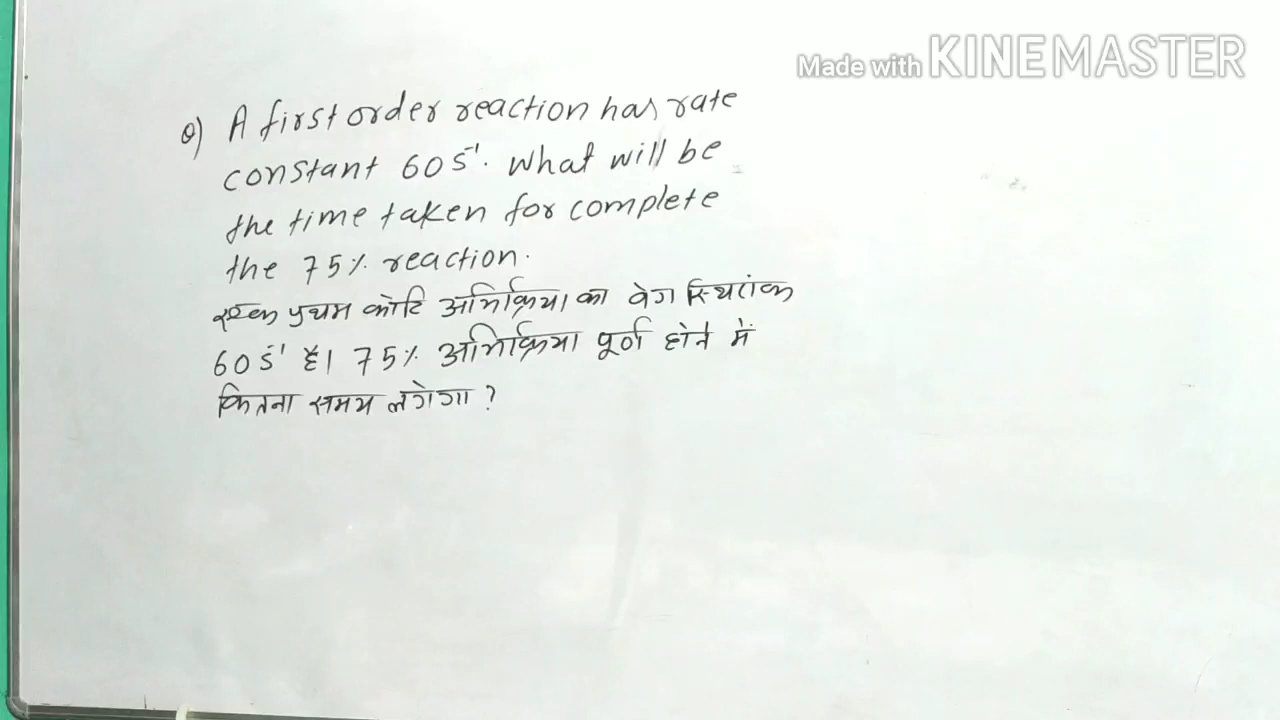 Made with KINEMASTER
Q) A first order reaction has rate
constant 60 s⁻¹. What will be
the time taken for complete
the 75% reaction.
एक प्रथम कोटि अभिक्रिया का वेग स्थिरांक
60 s⁻¹ है। 75% अभिक्रिया पूर्ण होने में
कितना समय लगेगा ?